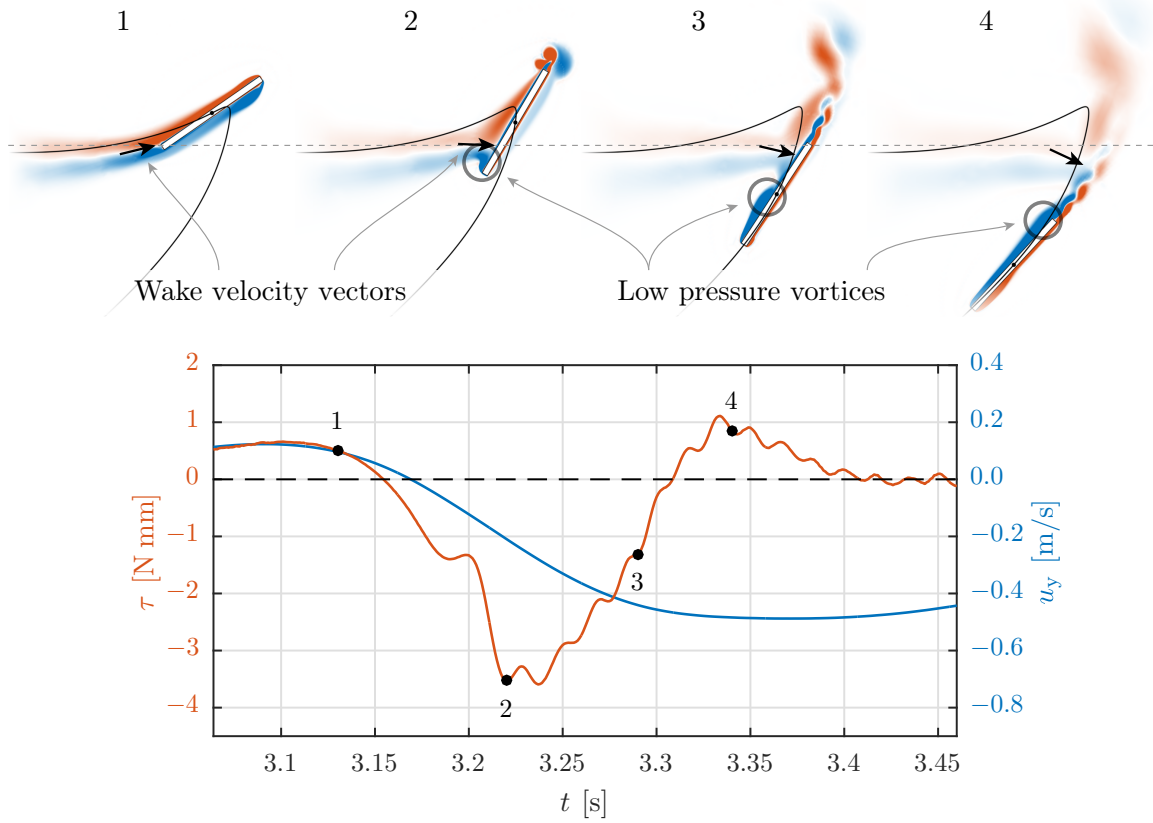 1 2 3 4
Wake velocity vectors Low pressure vortices
2 0.4
1 0.2
0 0.0
−1 −0.2
−2 −0.4
−3 −0.6
−4 −0.8
τ [N mm]
u_y [m/s]
1
2
3
4
3.1 3.15 3.2 3.25 3.3 3.35 3.4 3.45
t [s]